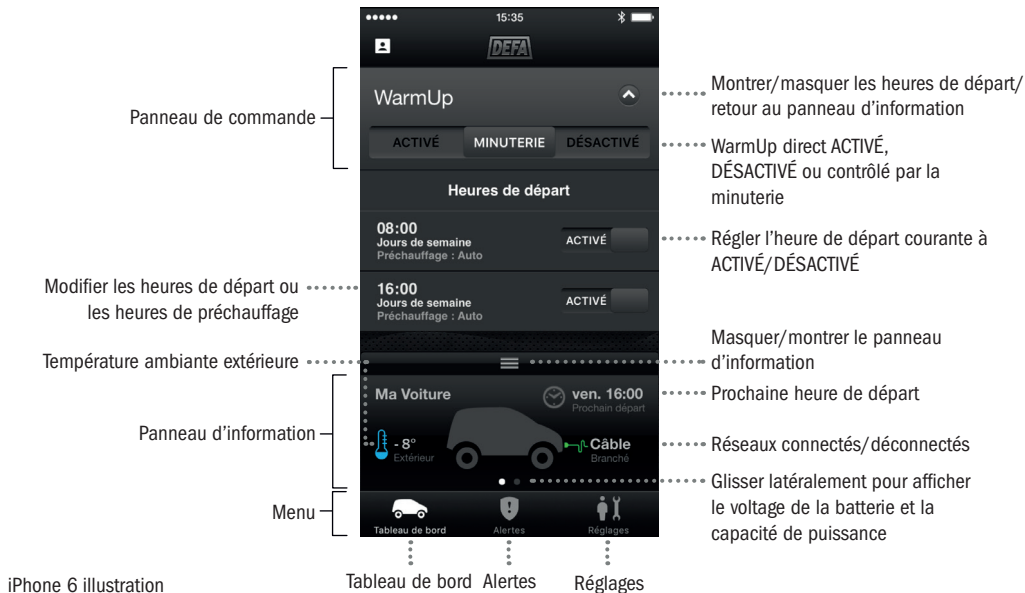 15:35
DEFA
WarmUp
ACTIVÉ MINUTERIE DÉSACTIVÉ
Heures de départ
08:00
Jours de semaine
Préchauffage : Auto
ACTIVÉ
16:00
Jours de semaine
Préchauffage : Auto
ACTIVÉ
Ma Voiture
ven. 16:00
Prochain départ
- 8°
Extérieur
Câble
Branché
Tableau de bord Alertes Réglages
Panneau de commande
Modifier les heures de départ ou
les heures de préchauffage
Température ambiante extérieure
Panneau d'information
Menu
Montrer/masquer les heures de départ/
retour au panneau d'information
WarmUp direct ACTIVÉ,
DÉSACTIVÉ ou contrôlé par la
minuterie
Régler l'heure de départ courante à
ACTIVÉ/DÉSACTIVÉ
Masquer/montrer le panneau
d'information
Prochaine heure de départ
Réseaux connectés/déconnectés
Glisser latéralement pour afficher
le voltage de la batterie et la
capacité de puissance
Tableau de bord Alertes Réglages
iPhone 6 illustration